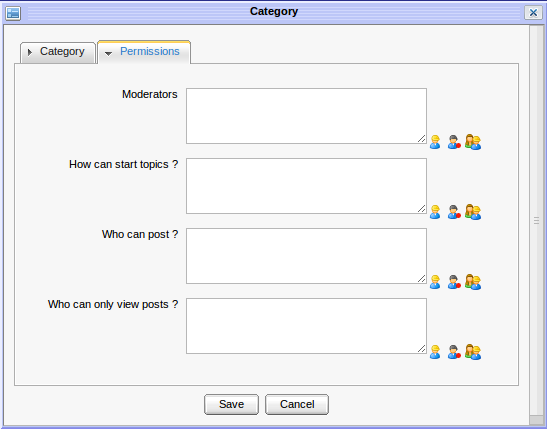 Category
Category
Permissions
Moderators
How can start topics ?
Who can post ?
Who can only view posts ?
Save
Cancel